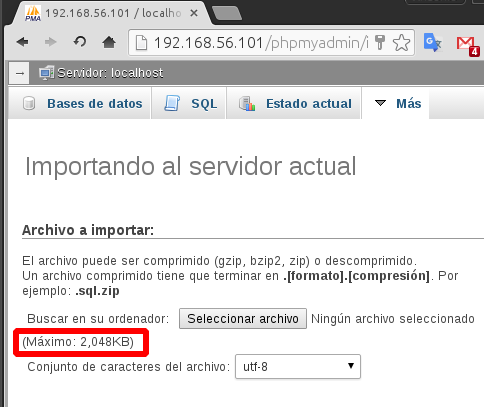 192.168.56.101 / localho
192.168.56.101/phpmyadmin/i
4
Servidor: localhost
Bases de datos SQL Estado actual Más
Importando al servidor actual
Archivo a importar:
El archivo puede ser comprimido (gzip, bzip2, zip) o descomprimido.
Un archivo comprimido tiene que terminar en .[formato].[compresión]. Por
ejemplo: .sql.zip
Buscar en su ordenador: Seleccionar archivo Ningún archivo seleccionado
(Máximo: 2,048KB)
Conjunto de caracteres del archivo: utf-8